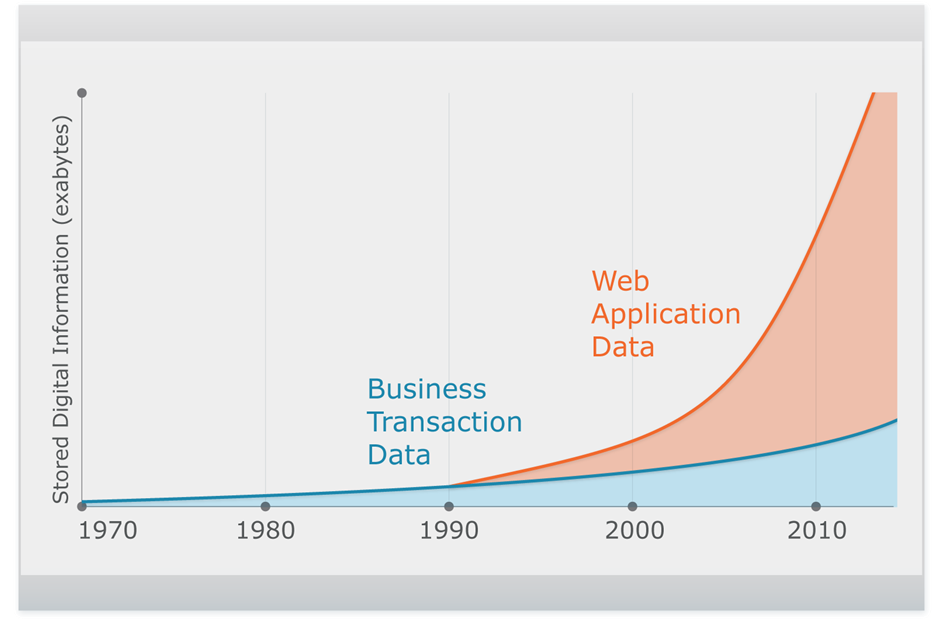 Stored Digital Information (exabytes)
Web
Application
Data
Business
Transaction
Data
1970 1980 1990 2000 2010